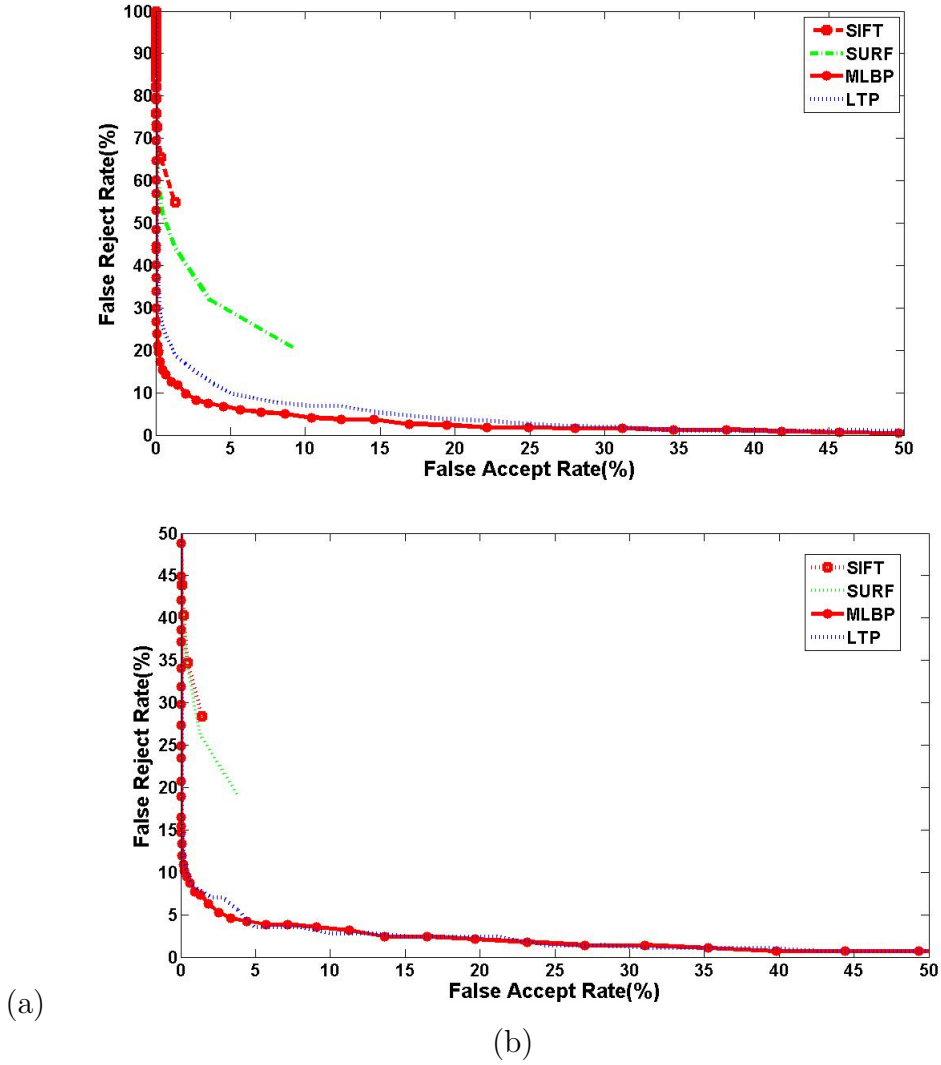 100
90
80
70
60
50
40
30
20
10
0
False Reject Rate(%)
SIFT
SURF
MLBP
LTP
0 5 10 15 20 25 30 35 40 45 50
False Accept Rate(%)
50
45
40
35
30
25
20
15
10
5
0
False Reject Rate(%)
SIFT
SURF
MLBP
LTP
0 5 10 15 20 25 30 35 40 45 50
False Accept Rate(%)
(a)
(b)